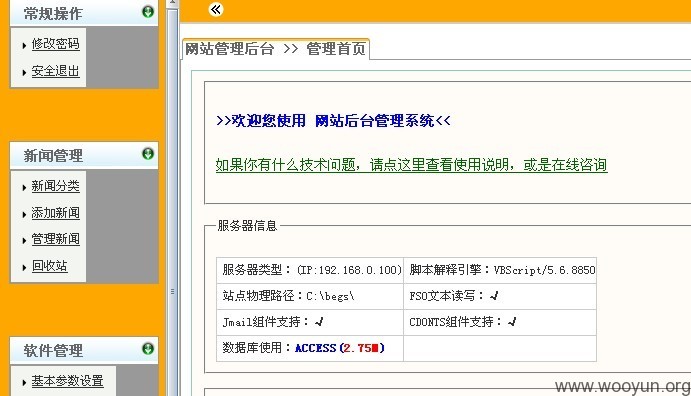 常规操作
修改密码
安全退出
新闻管理
新闻分类
添加新闻
管理新闻
回收站
软件管理
基本参数设置
网站管理后台 >> 管理首页
>>欢迎您使用 网站后台管理系统<<
如果你有什么技术问题，请点这里查看使用说明，或是在线咨询
服务器信息
服务器类型：(IP:192.168.0.100) 脚本解释引擎：VBScript/5.6.8850
站点物理路径：C:\begs\ FSO文本读写：√
Jmail组件支持：√ CDONTS组件支持：√
数据库使用：ACCESS(2.75M)
www.wooyun.org